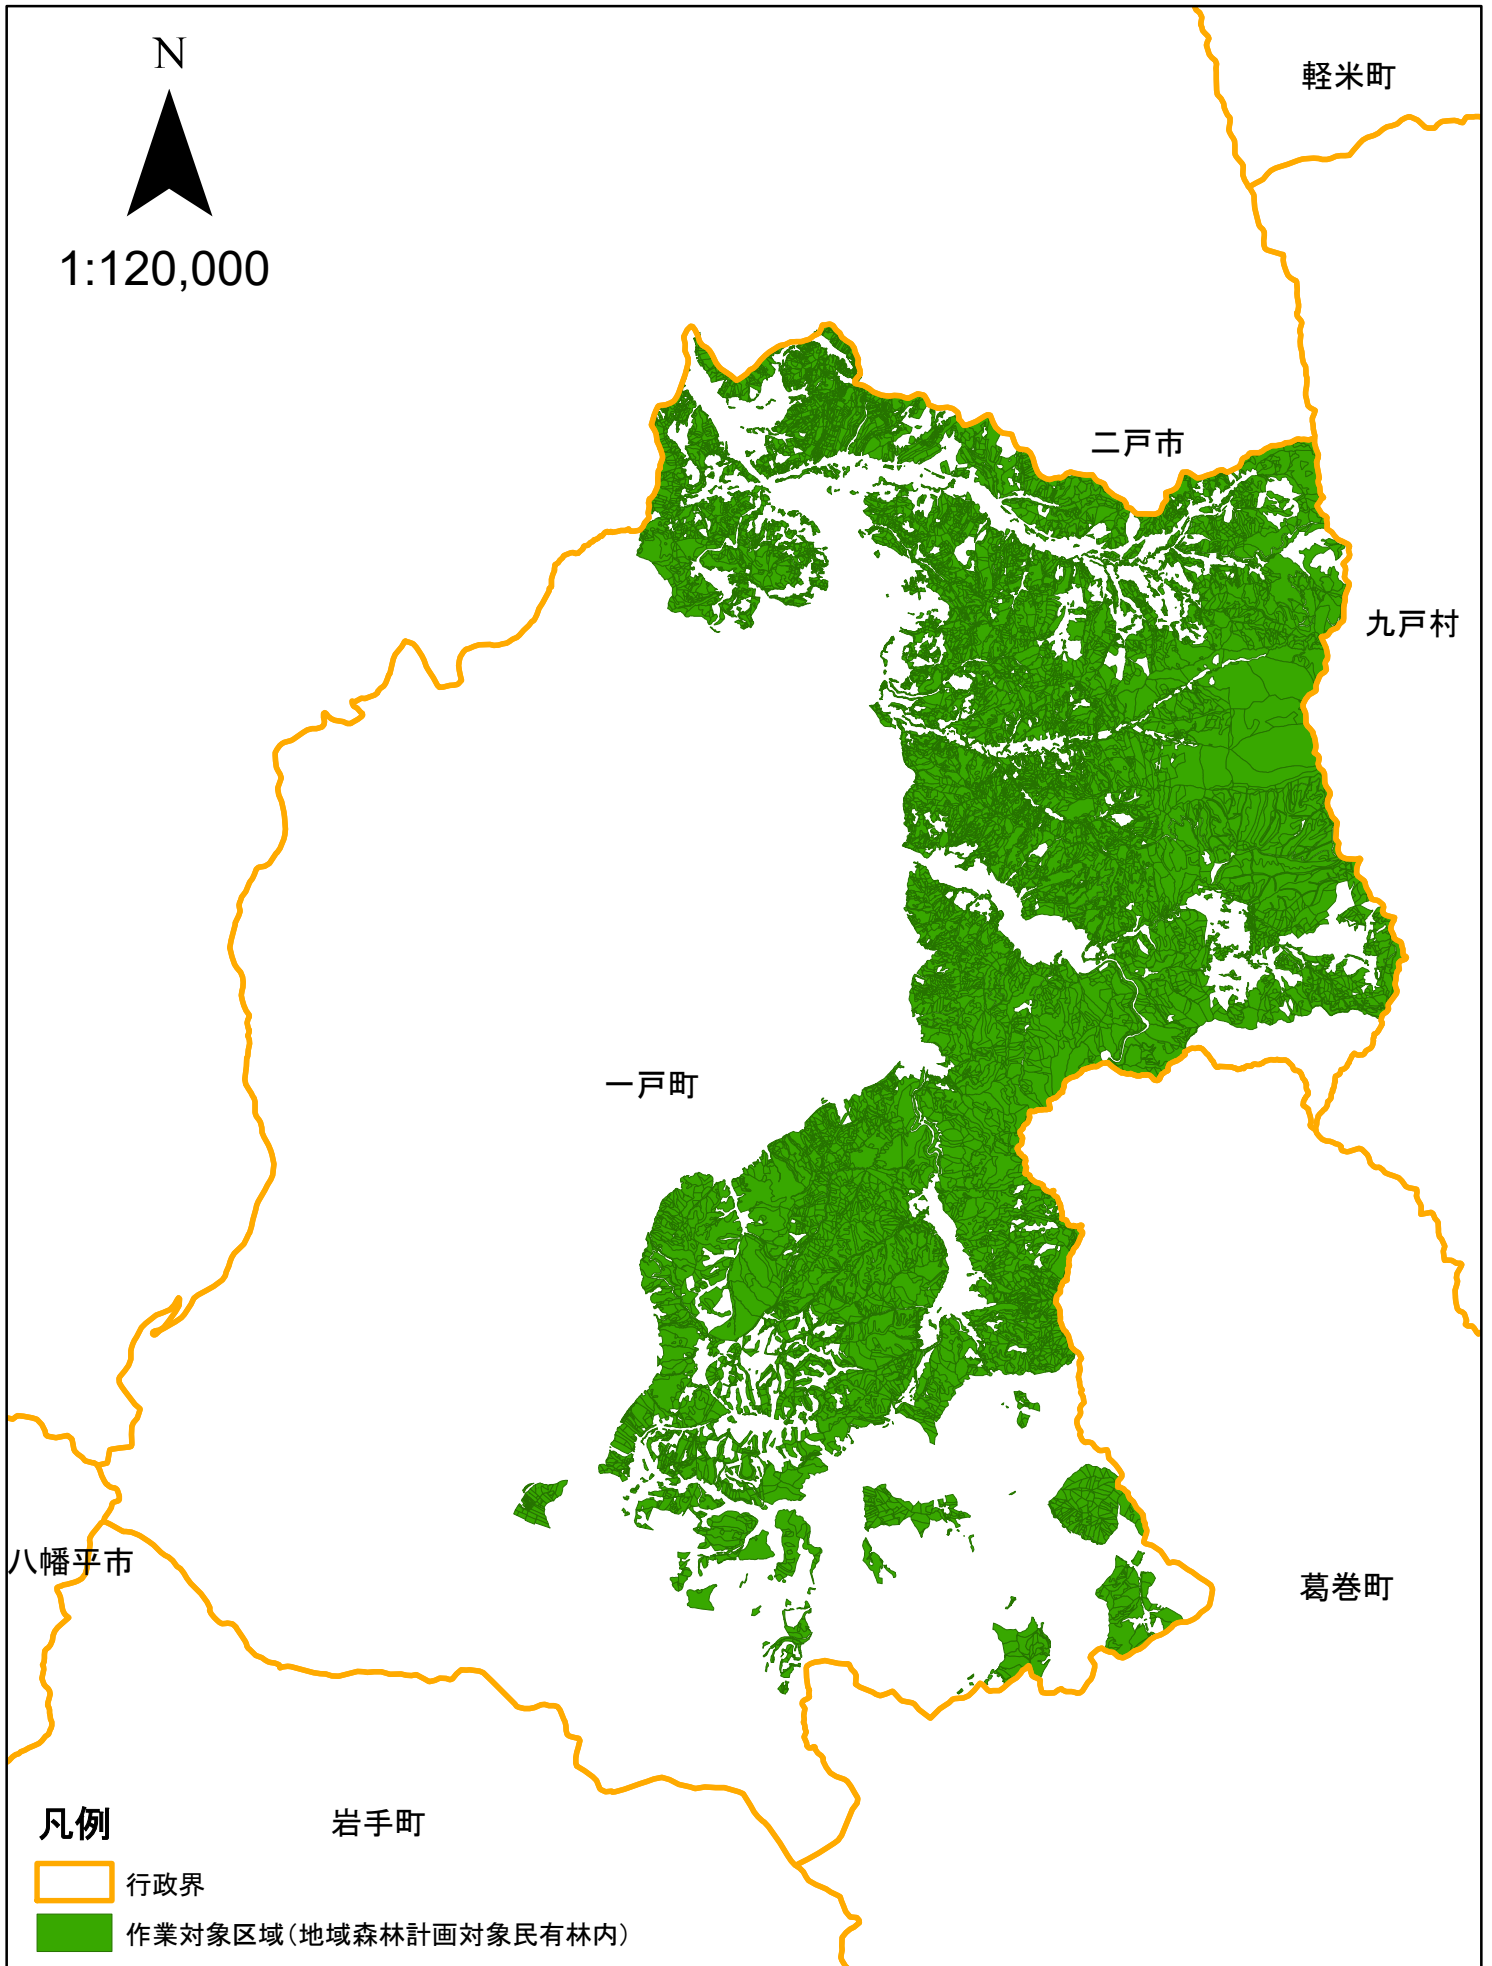 N
1:120,000
軽米町
二戸市
九戸村
一戸町
八幡平市
葛巻町
岩手町
凡例
行政界
作業対象区域(地域森林計画対象民有林内)